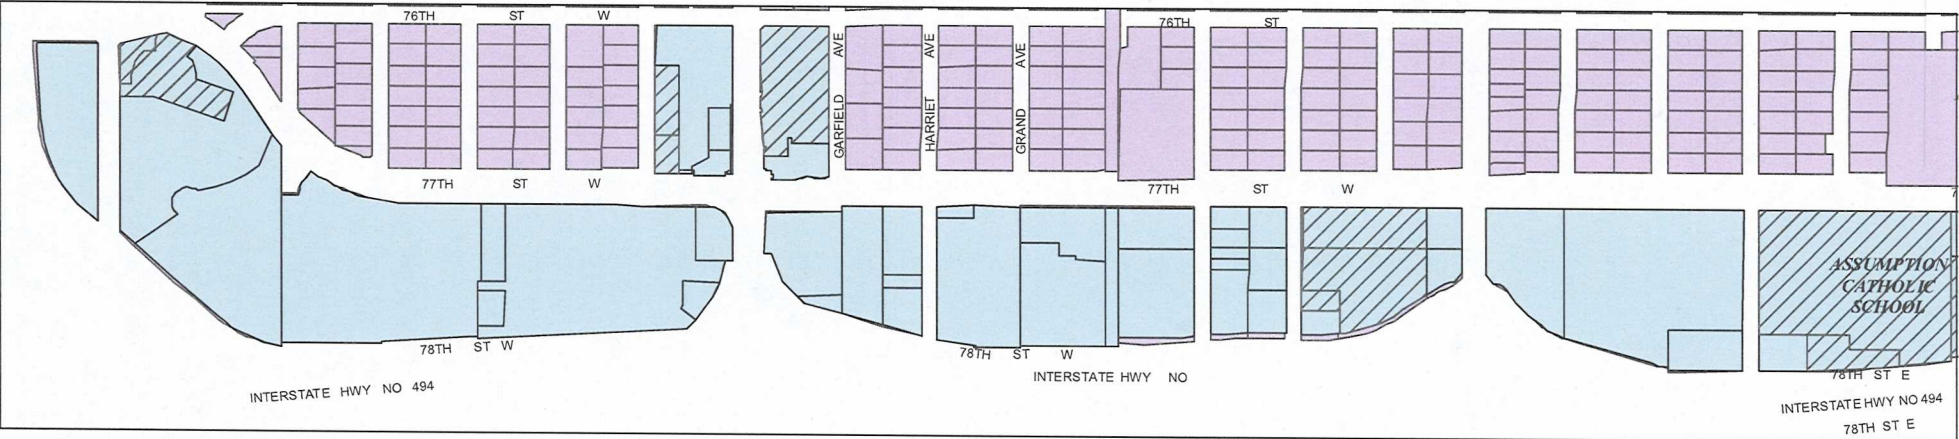 76TH ST W
76TH ST
GARFIELD AVE
HARRIET AVE
GRAND AVE
77TH ST W
77TH ST W
7
ASSUMPTION
CATHOLIC
SCHOOL
78TH ST W
78TH ST W
78TH ST E
INTERSTATE HWY NO 494
INTERSTATE HWY NO
INTERSTATE HWY NO 494
78TH ST E